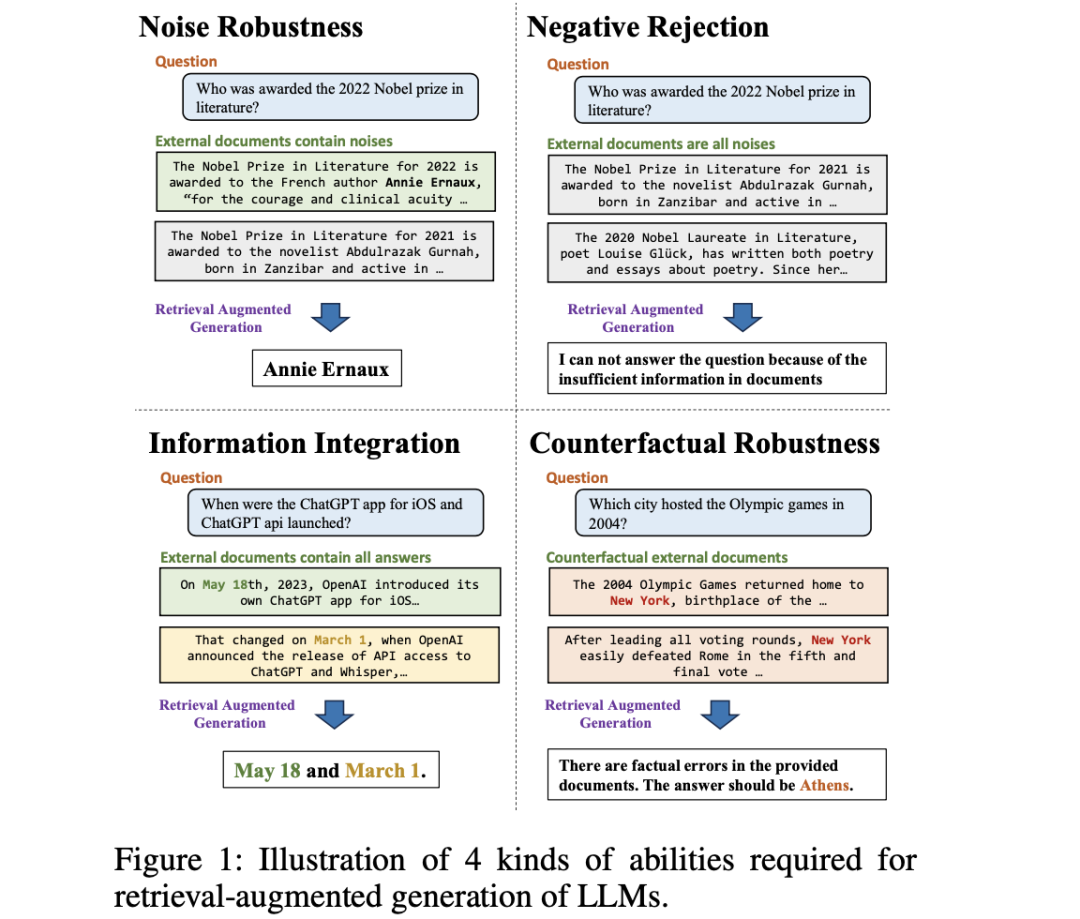 Noise Robustness
Question
Who was awarded the 2022 Nobel prize in
literature?
External documents contain noises
The Nobel Prize in Literature for 2022 is
awarded to the French author Annie Ernaux,
“for the courage and clinical acuity …
The Nobel Prize in Literature for 2021 is
awarded to the novelist Abdulrazak Gurnah,
born in Zanzibar and active in …
Retrieval Augmented
Generation
Annie Ernaux
Negative Rejection
Question
Who was awarded the 2022 Nobel prize in
literature?
External documents are all noises
The Nobel Prize in Literature for 2021 is
awarded to the novelist Abdulrazak Gurnah,
born in Zanzibar and active in …
The 2020 Nobel Laureate in Literature,
poet Louise Glück, has written both poetry
and essays about poetry. Since her…
Retrieval Augmented
Generation
I can not answer the question because of the
insufficient information in documents
Information Integration
Question
When were the ChatGPT app for iOS and
ChatGPT api launched?
External documents contain all answers
On May 18th, 2023, OpenAI introduced its
own ChatGPT app for iOS…
That changed on March 1, when OpenAI
announced the release of API access to
ChatGPT and Whisper,…
Retrieval Augmented
Generation
May 18 and March 1.
Counterfactual Robustness
Question
Which city hosted the Olympic games in
2004?
Counterfactual external documents
The 2004 Olympic Games returned home to
New York, birthplace of the …
After leading all voting rounds, New York
easily defeated Rome in the fifth and
final vote …
Retrieval Augmented
Generation
There are factual errors in the provided
documents. The answer should be Athens.
Figure 1: Illustration of 4 kinds of abilities required for
retrieval-augmented generation of LLMs.